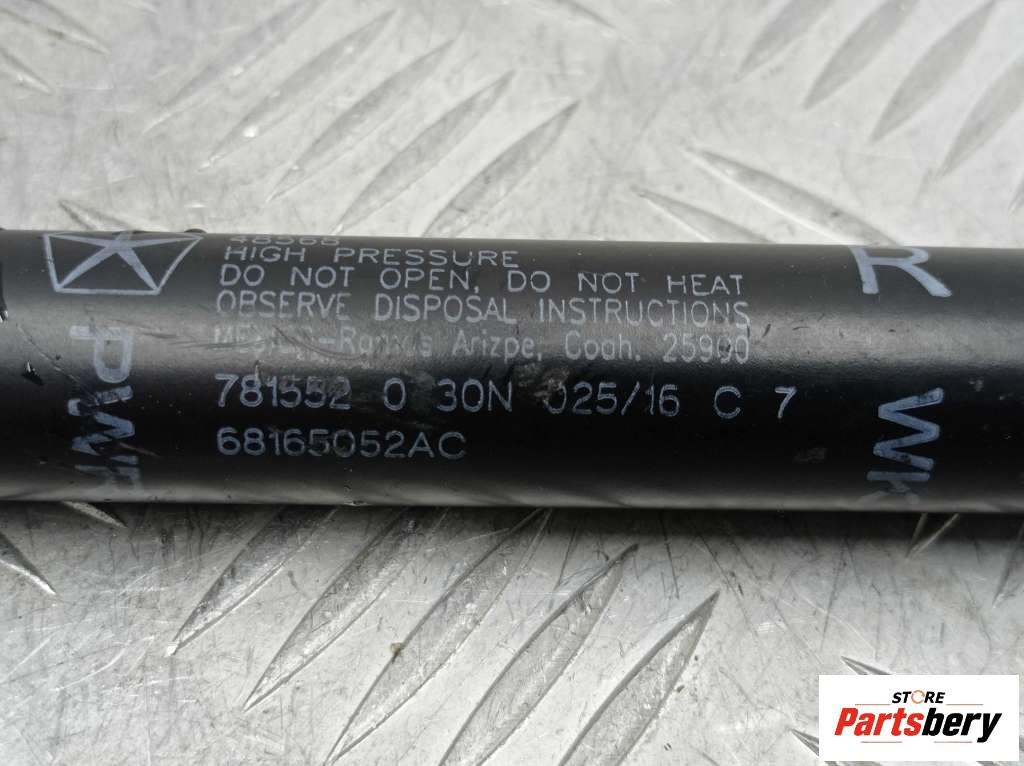 HIGH PRESSURE
DO NOT OPEN, DO NOT HEAT
OBSERVE DISPOSAL INSTRUCTIONS
Arizpe, Coah. 25900
781552 0 30N 025/16 C 7
68165052AC
R
WK
STORE
Partsbery